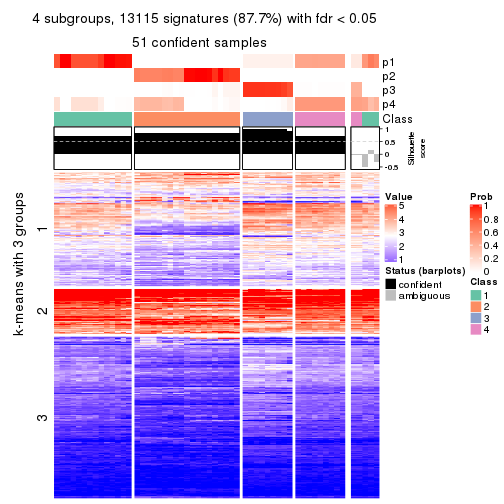 4 subgroups, 13115 signatures (87.7%) with fdr < 0.05
51 confident samples
p1
p2
p3
p4
Class
1
0.5
0
-0.5
Silhouette
score
k-means with 3 groups
1
2
3
Value
5
4
3
2
1
Status (barplots)
confident
ambiguous
Prob
1
0.8
0.6
0.4
0.2
0
Class
1
2
3
4